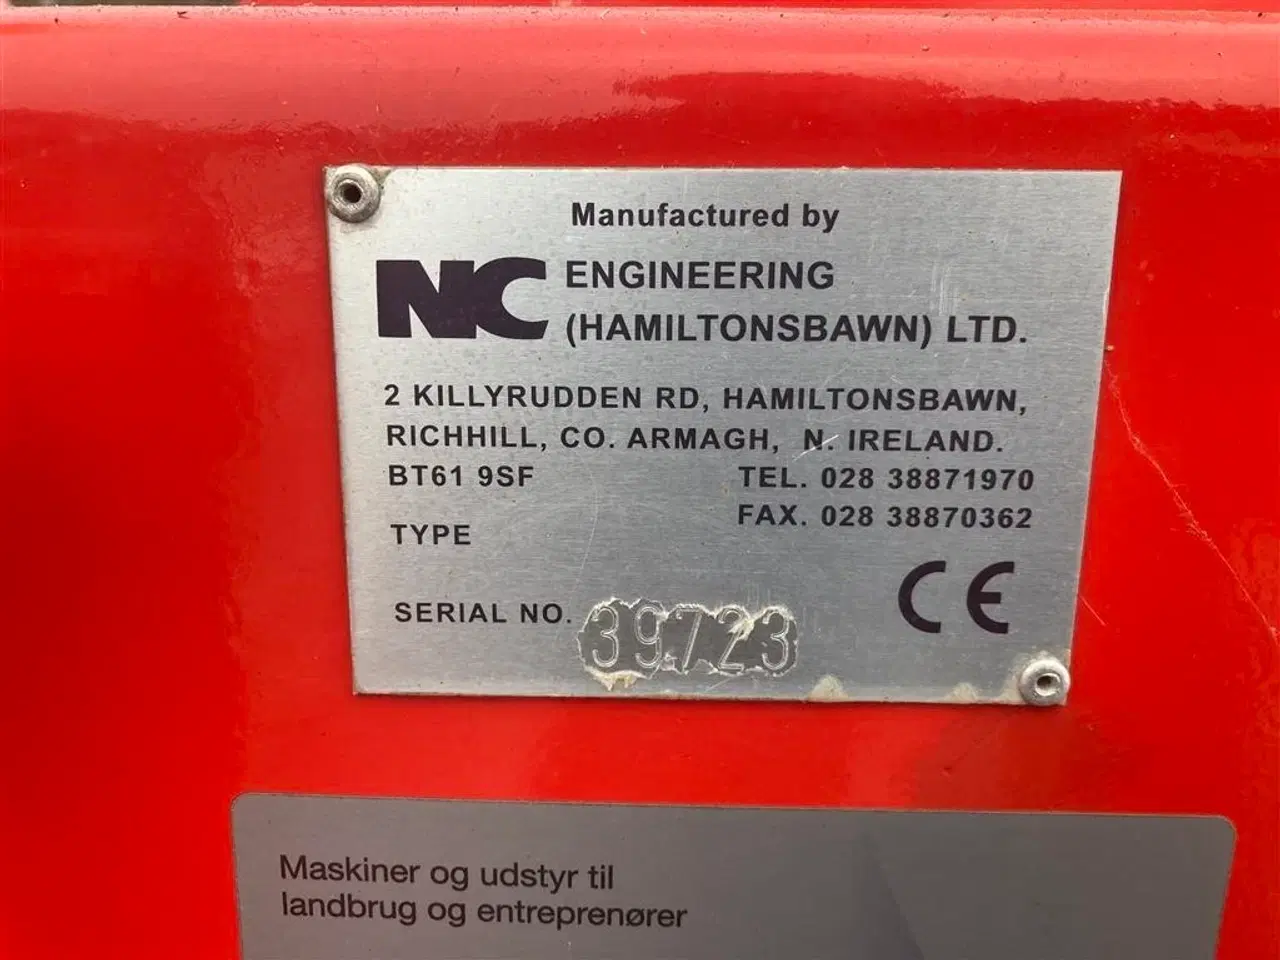 Manufactured by
NC ENGINEERING
(HAMILTONSBAWN) LTD.
2 KILLYRUDDEN RD, HAMILTONSBAWN,
RICHHILL, CO. ARMAGH, N. IRELAND.
BT61 9SF TEL. 028 38871970
FAX. 028 38870362
TYPE
CE
SERIAL NO. 39723
Maskiner og udstyr til
landbrug og entreprenører